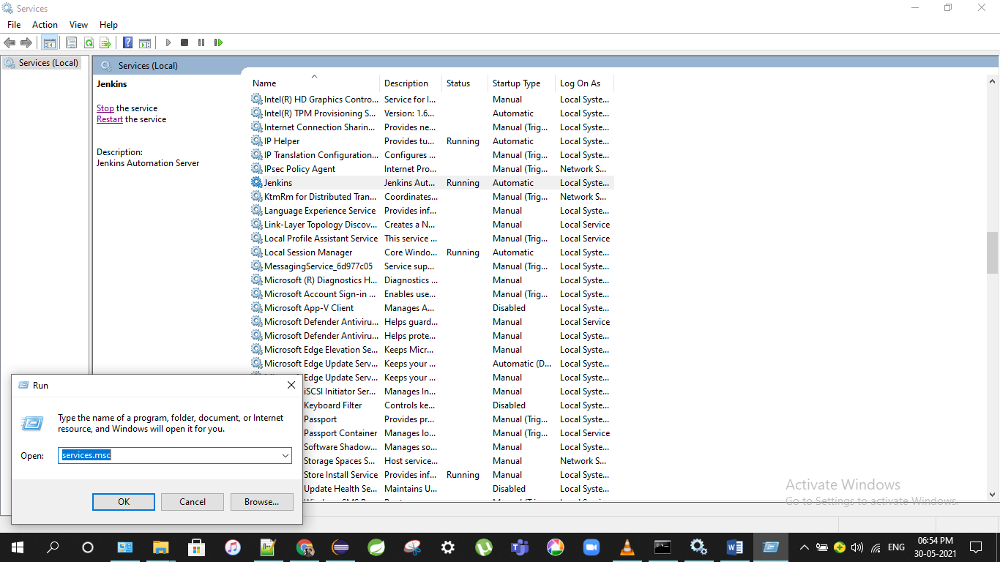 Services
File Action View Help
Services (Local)
Services (Local)
Jenkins
Stop the service
Restart the service
Description:
Jenkins Automation Server
Name Description Status Startup Type Log On As
Intel(R) HD Graphics Contro... Service for I... Manual Local Syste...
Intel(R) TPM Provisioning S... Version: 1.6... Automatic Local Syste...
Internet Connection Sharin... Provides ne... Manual (Trig... Local Syste...
IP Helper Provides tu... Running Automatic Local Syste...
IP Translation Configuration... Configures ... Manual (Trig... Local Syste...
IPsec Policy Agent Internet Pro... Manual (Trig... Network S...
Jenkins Jenkins Aut... Running Automatic Local Syste...
KtmRm for Distributed Tran... Coordinates... Manual (Trig... Network S...
Language Experience Service Provides inf... Manual Local Syste...
Link-Layer Topology Discov... Creates a N... Manual Local Service
Local Profile Assistant Service This service ... Manual (Trig... Local Service
Local Session Manager Core Windo... Running Automatic Local Syste...
MessagingService_6d977c05 Service sup... Manual (Trig... Local Syste...
Microsoft (R) Diagnostics H... Diagnostics ... Manual Local Syste...
Microsoft Account Sign-in ... Enables use... Manual (Trig... Local Syste...
Microsoft App-V Client Manages A... Disabled Local Syste...
Microsoft Defender Antiviru... Helps guard... Manual Local Service
Microsoft Defender Antiviru... Helps prote... Manual Local Syste...
Microsoft Edge Elevation Se... Keeps Micr... Manual Local Syste...
Microsoft Edge Update Serv... Keeps your ... Automatic (D... Local Syste...
Edge Update Serv... Keeps your ... Manual Local Syste...
iSCSI Initiator Ser... Manages In... Manual Local Syste...
Keyboard Filter Controls ke... Disabled Local Syste...
Passport Provides pr... Manual (Trig... Local Syste...
Passport Container Manages lo... Manual (Trig... Local Service
Software Shadow... Manages so... Manual Local Syste...
Storage Spaces S... Host service... Manual Network S...
Store Install Service Provides inf... Running Manual Local Syste...
Update Health Se... Maintains U... Disabled Local Syste...
Run
Type the name of a program, folder, document, or Internet
resource, and Windows will open it for you.
Open: services.msc
OK Cancel Browse...
Activate Windows
Go to Settings to activate Windows.
ENG
06:54 PM
30-05-2021